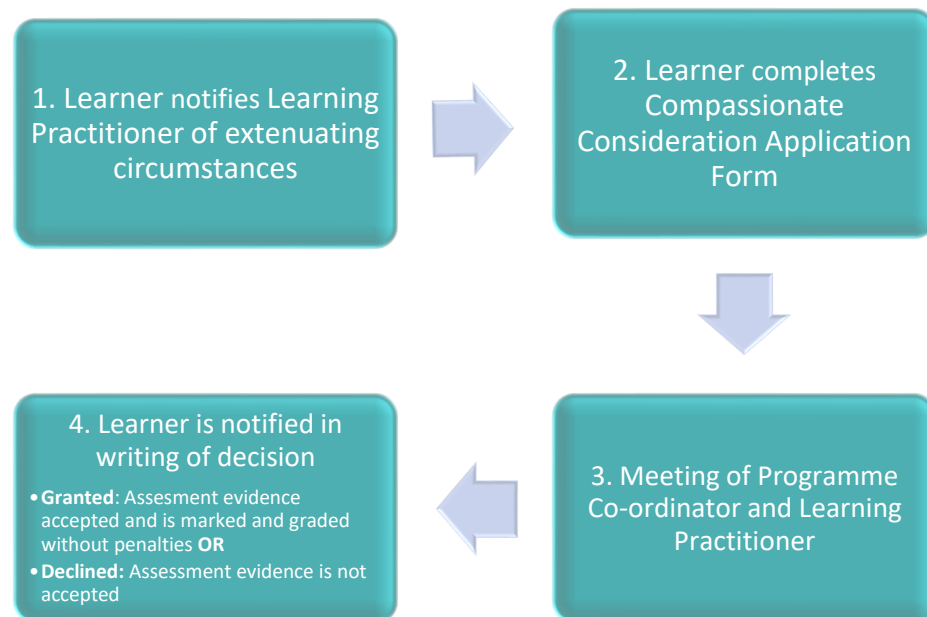 1. Learner notifies Learning
Practitioner of extenuating
circumstances
2. Learner completes
Compassionate
Consideration Application
Form
3. Meeting of Programme
Co-ordinator and Learning
Practitioner
4. Learner is notified in
writing of decision
•Granted: Assesment evidence
accepted and is marked and graded
without penalties OR
•Declined: Assessment evidence is not
accepted